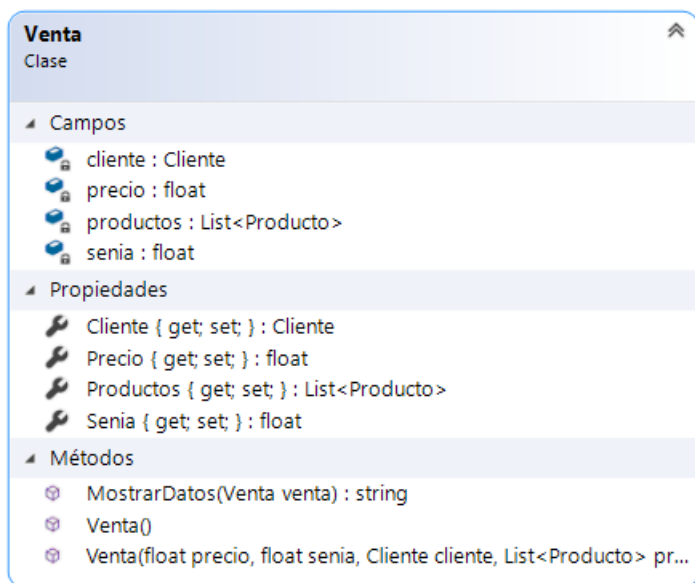 Venta
Clase
Campos
cliente : Cliente
precio : float
productos : List<Producto>
senia : float
Propiedades
Cliente { get; set; } : Cliente
Precio { get; set; } : float
Productos { get; set; } : List<Producto>
Senia { get; set; } : float
Métodos
MostrarDatos(Venta venta) : string
Venta()
Venta(float precio, float senia, Cliente cliente, List<Producto> pr...